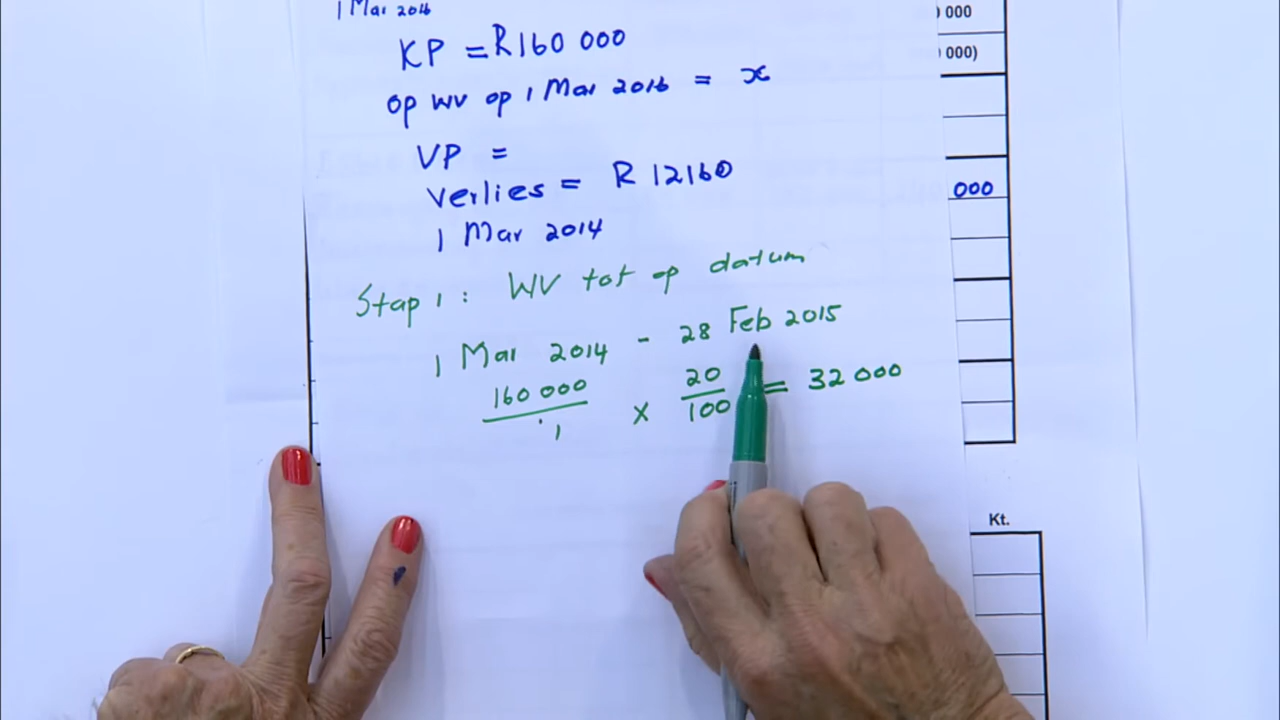 1 Mar 2016
KP = R160 000
op WV op 1 Mar 2016 = x
VP =
Verlies = R 12160
1 Mar 2014
Stap 1 : WV tot op datum
1 Mar 2014 - 28 Feb 2015
160 000 / 1 x 20 / 100 = 32 000
) 000
) 000)
000
Kt.